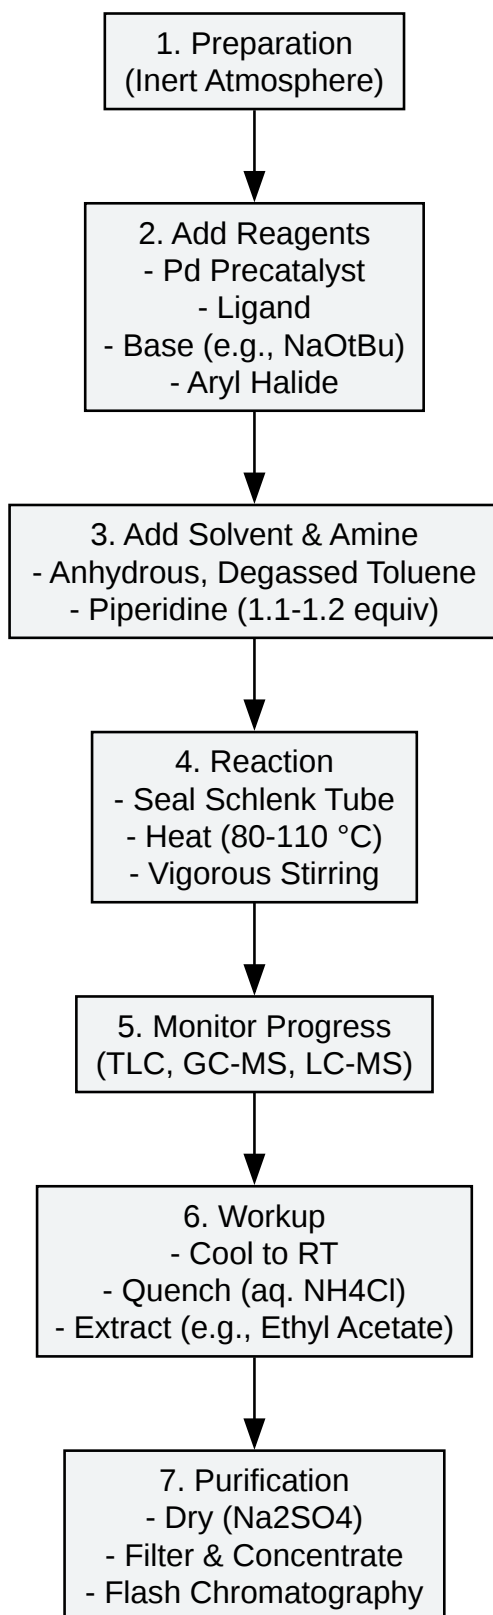 1. Preparation
(Inert Atmosphere)
2. Add Reagents
- Pd Precatalyst
- Ligand
- Base (e.g., NaOtBu)
- Aryl Halide
3. Add Solvent & Amine
- Anhydrous, Degassed Toluene
- Piperidine (1.1-1.2 equiv)
4. Reaction
- Seal Schlenk Tube
- Heat (80-110 °C)
- Vigorous Stirring
5. Monitor Progress
(TLC, GC-MS, LC-MS)
6. Workup
- Cool to RT
- Quench (aq. NH4Cl)
- Extract (e.g., Ethyl Acetate)
7. Purification
- Dry (Na2SO4)
- Filter & Concentrate
- Flash Chromatography